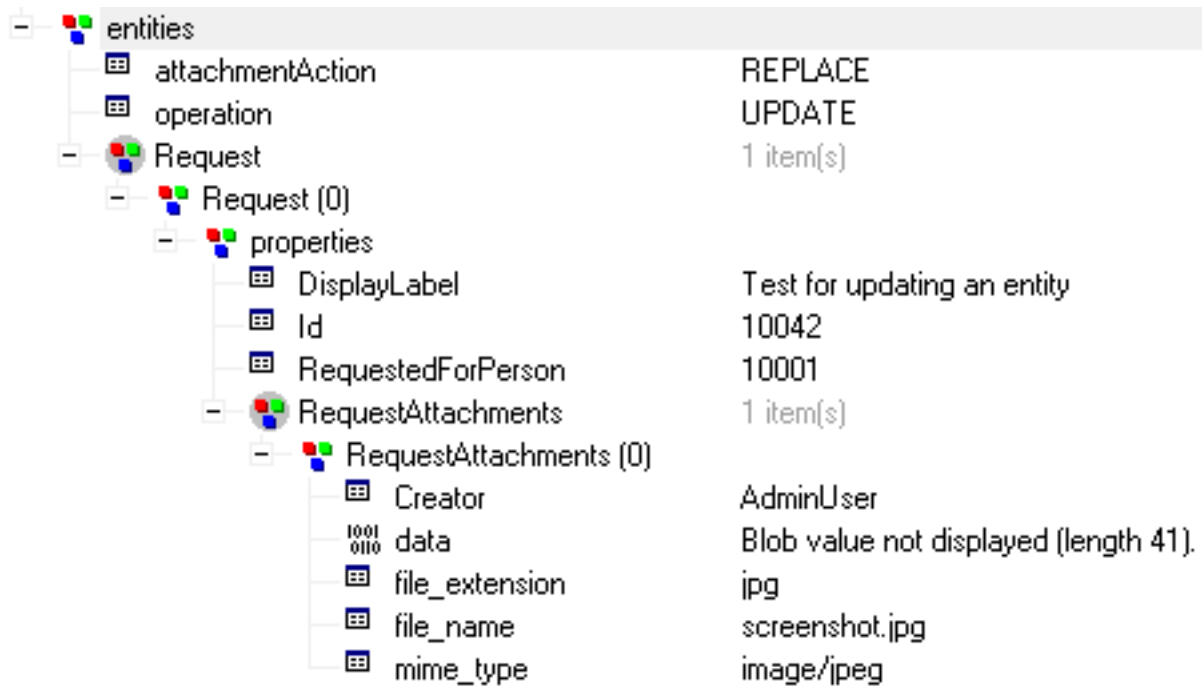 entities
attachmentAction REPLACE
operation UPDATE
Request 1 item(s)
Request (0)
properties
DisplayLabel Test for updating an entity
Id 10042
RequestedForPerson 10001
RequestAttachments 1 item(s)
RequestAttachments (0)
Creator AdminUser
1001 0110 data Blob value not displayed (length 41).
file_extension jpg
file_name screenshot.jpg
mime_type image/jpeg